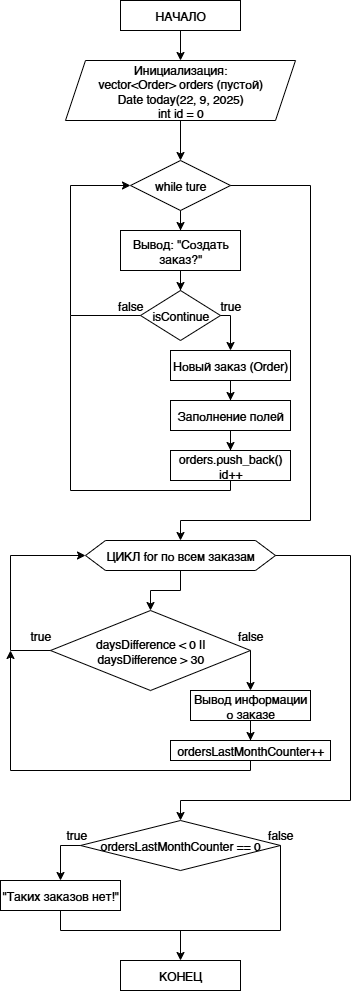 НАЧАЛО
Инициализация:
vector<Order> orders (пустой)
Date today(22, 9, 2025)
int id = 0
while ture
Вывод: "Создать
заказ?"
false
true
isContinue
Новый заказ (Order)
Заполнение полей
orders.push_back()
id++
ЦИКЛ for по всем заказам
true
false
daysDifference < 0 ||
daysDifference > 30
Вывод информации
о заказе
ordersLastMonthCounter++
true
false
ordersLastMonthCounter == 0
"Таких заказов нет!"
КОНЕЦ